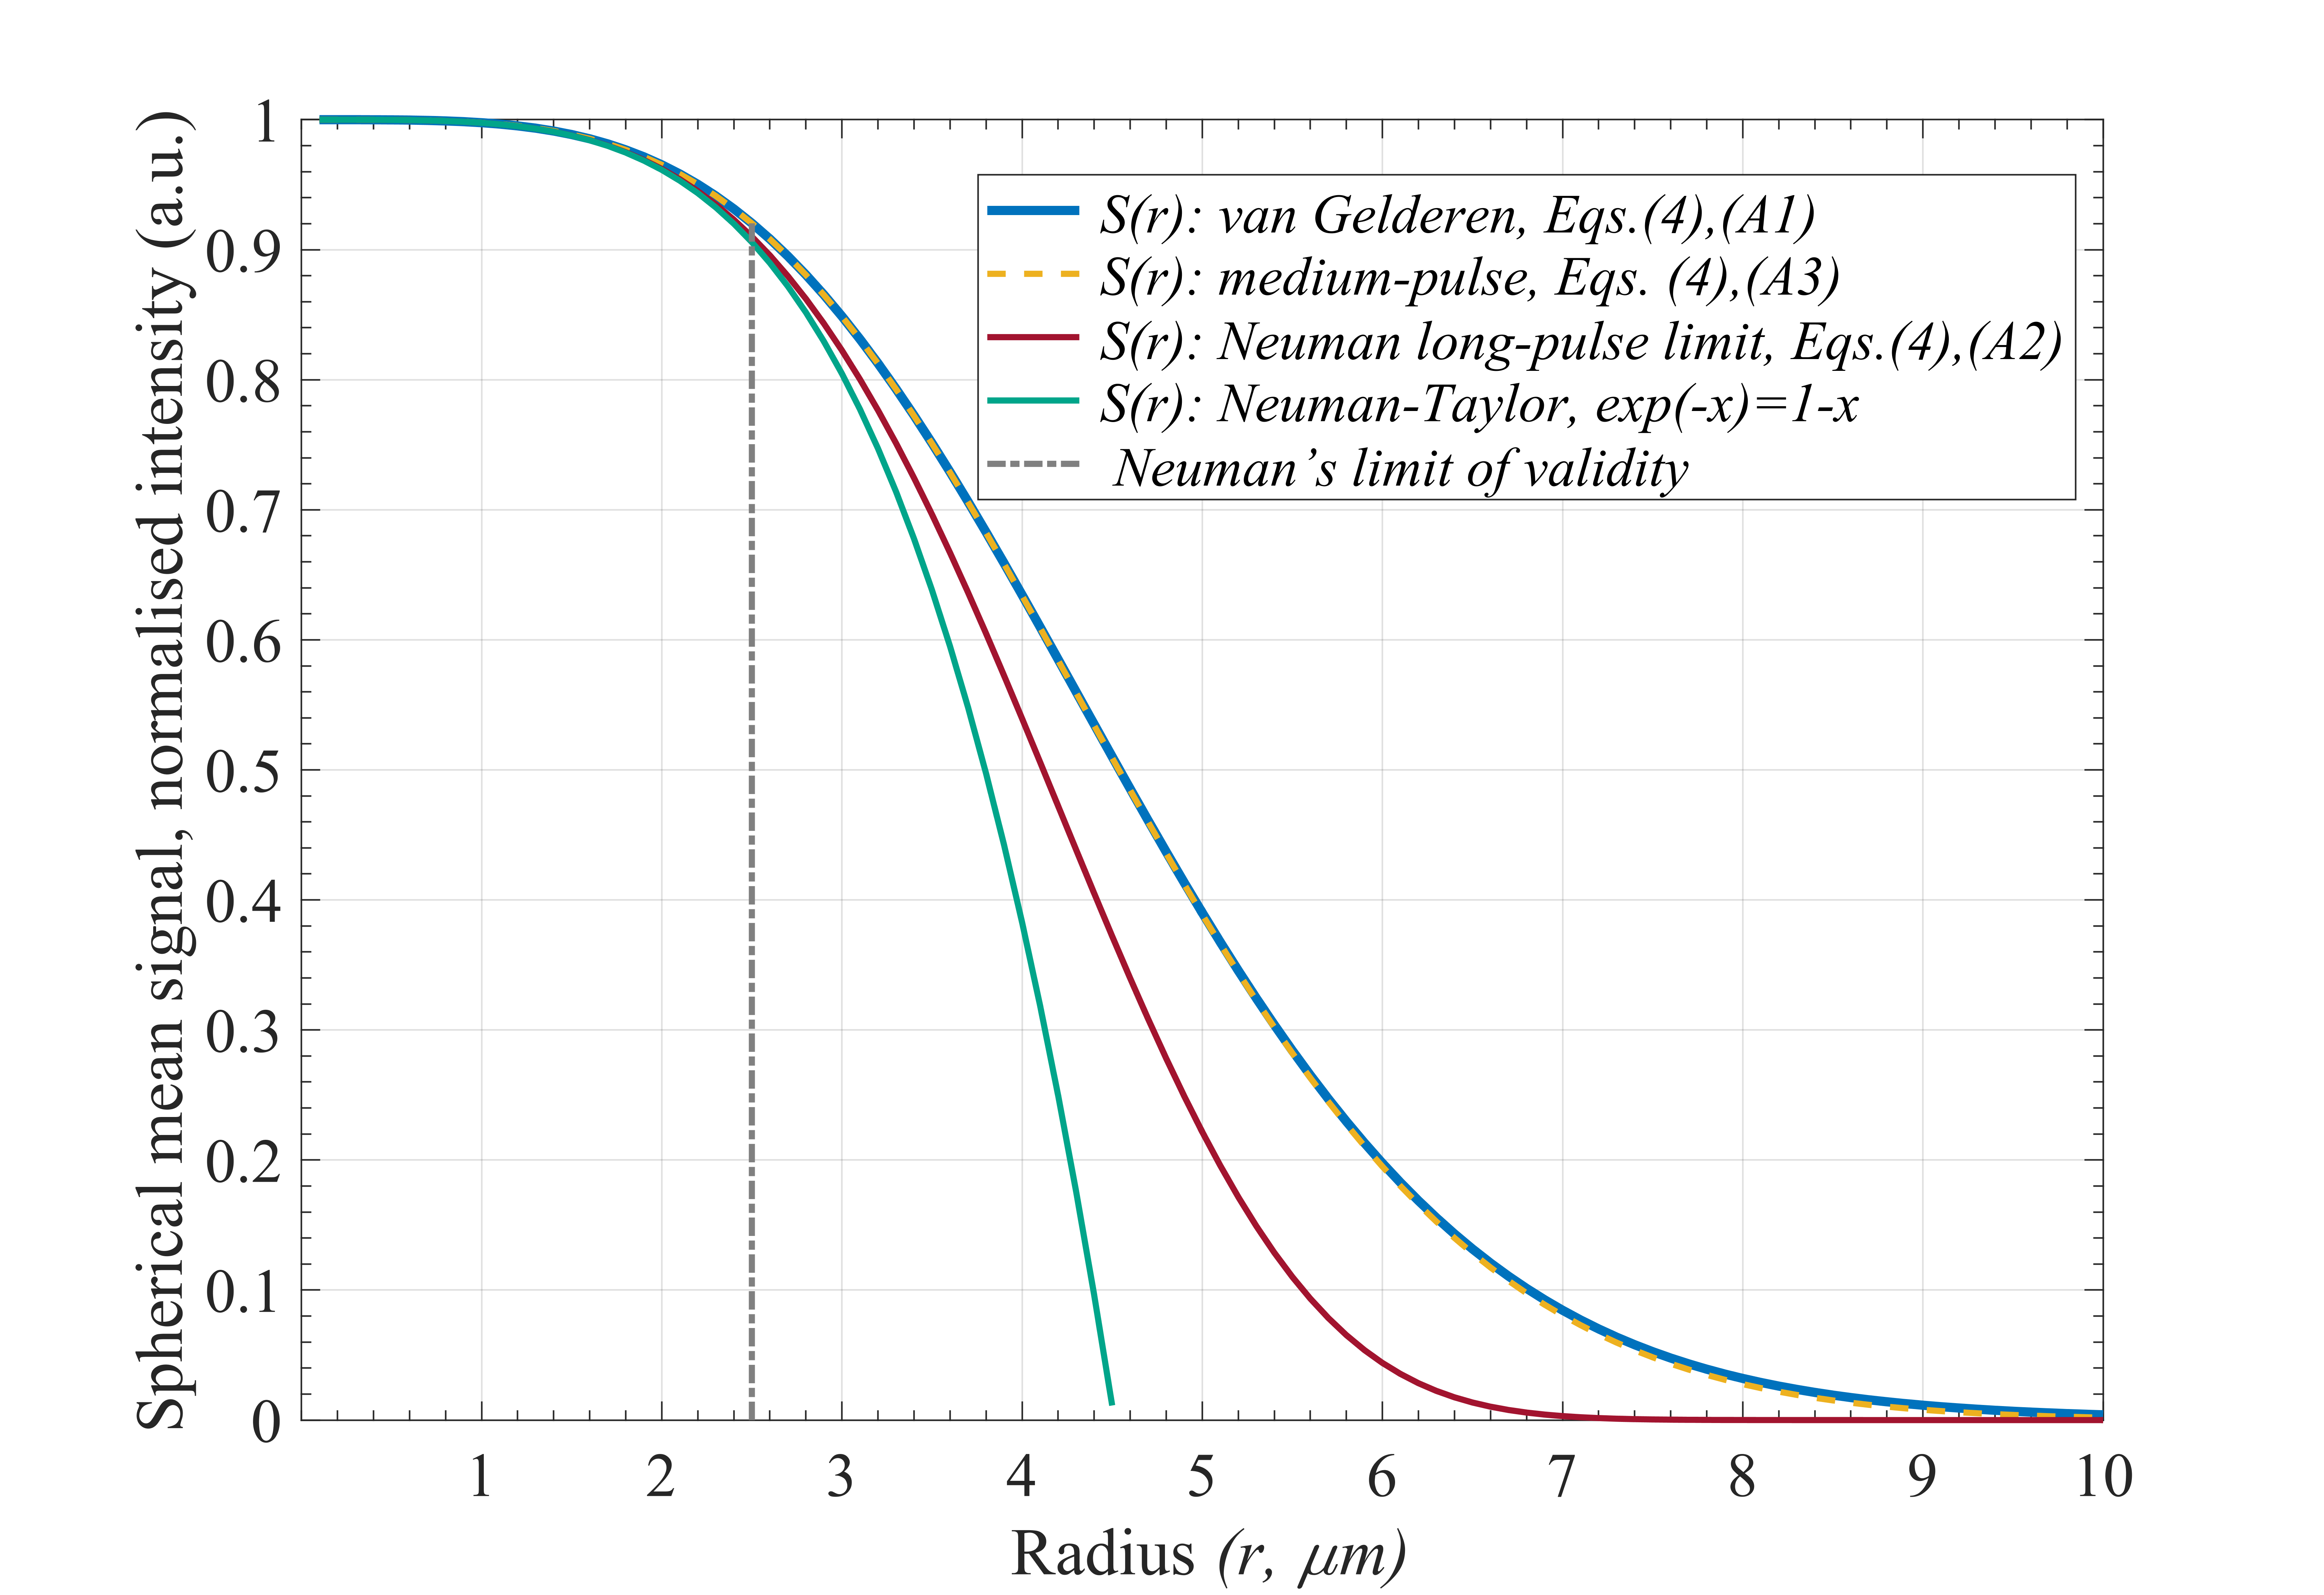 Spherical mean signal, normalised intensity (a.u.)
1
0.9
0.8
0.7
0.6
0.5
0.4
0.3
0.2
0.1
0
S(r): van Gelderen, Eqs.(4),(A1)
S(r): medium-pulse, Eqs. (4),(A3)
S(r): Neuman long-pulse limit, Eqs.(4),(A2)
S(r): Neuman-Taylor, exp(-x)=1-x
Neuman’s limit of validity
1 2 3 4 5 6 7 8 9 10
Radius (r, μm)